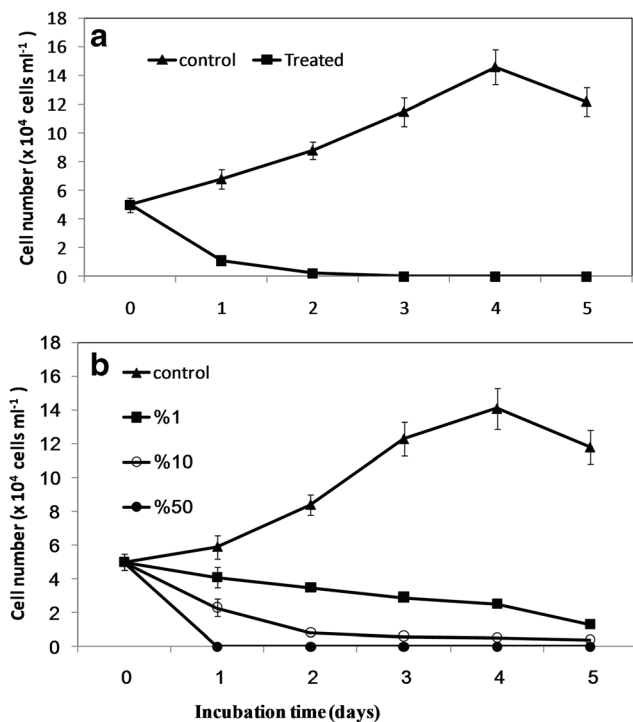 a
control Treated
Cell number (x 10⁴ cells ml⁻¹ )
18
16
14
12
10
8
6
4
2
0
0 1 2 3 4 5
b
control
%1
%10
%50
Cell number (x 10⁴ cells ml⁻¹ )
18
16
14
12
10
8
6
4
2
0
0 1 2 3 4 5
Incubation time (days)